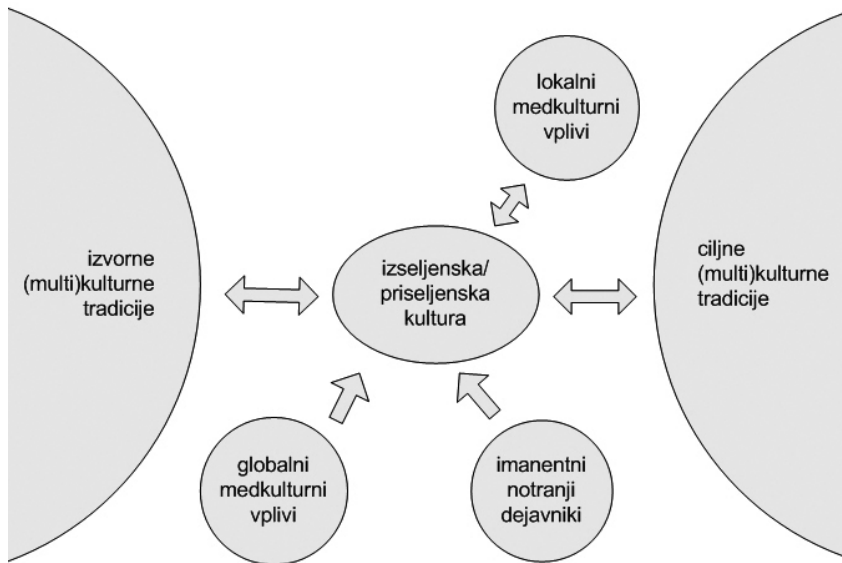 lokalni
medkulturni
vplivi
izvorne
(multi)kulturne
tradicije
izseljenska/
priseljenska
kultura
ciljne
(multi)kulturne
tradicije
globalni
medkulturni
vplivi
imanentni
notranji
dejavniki